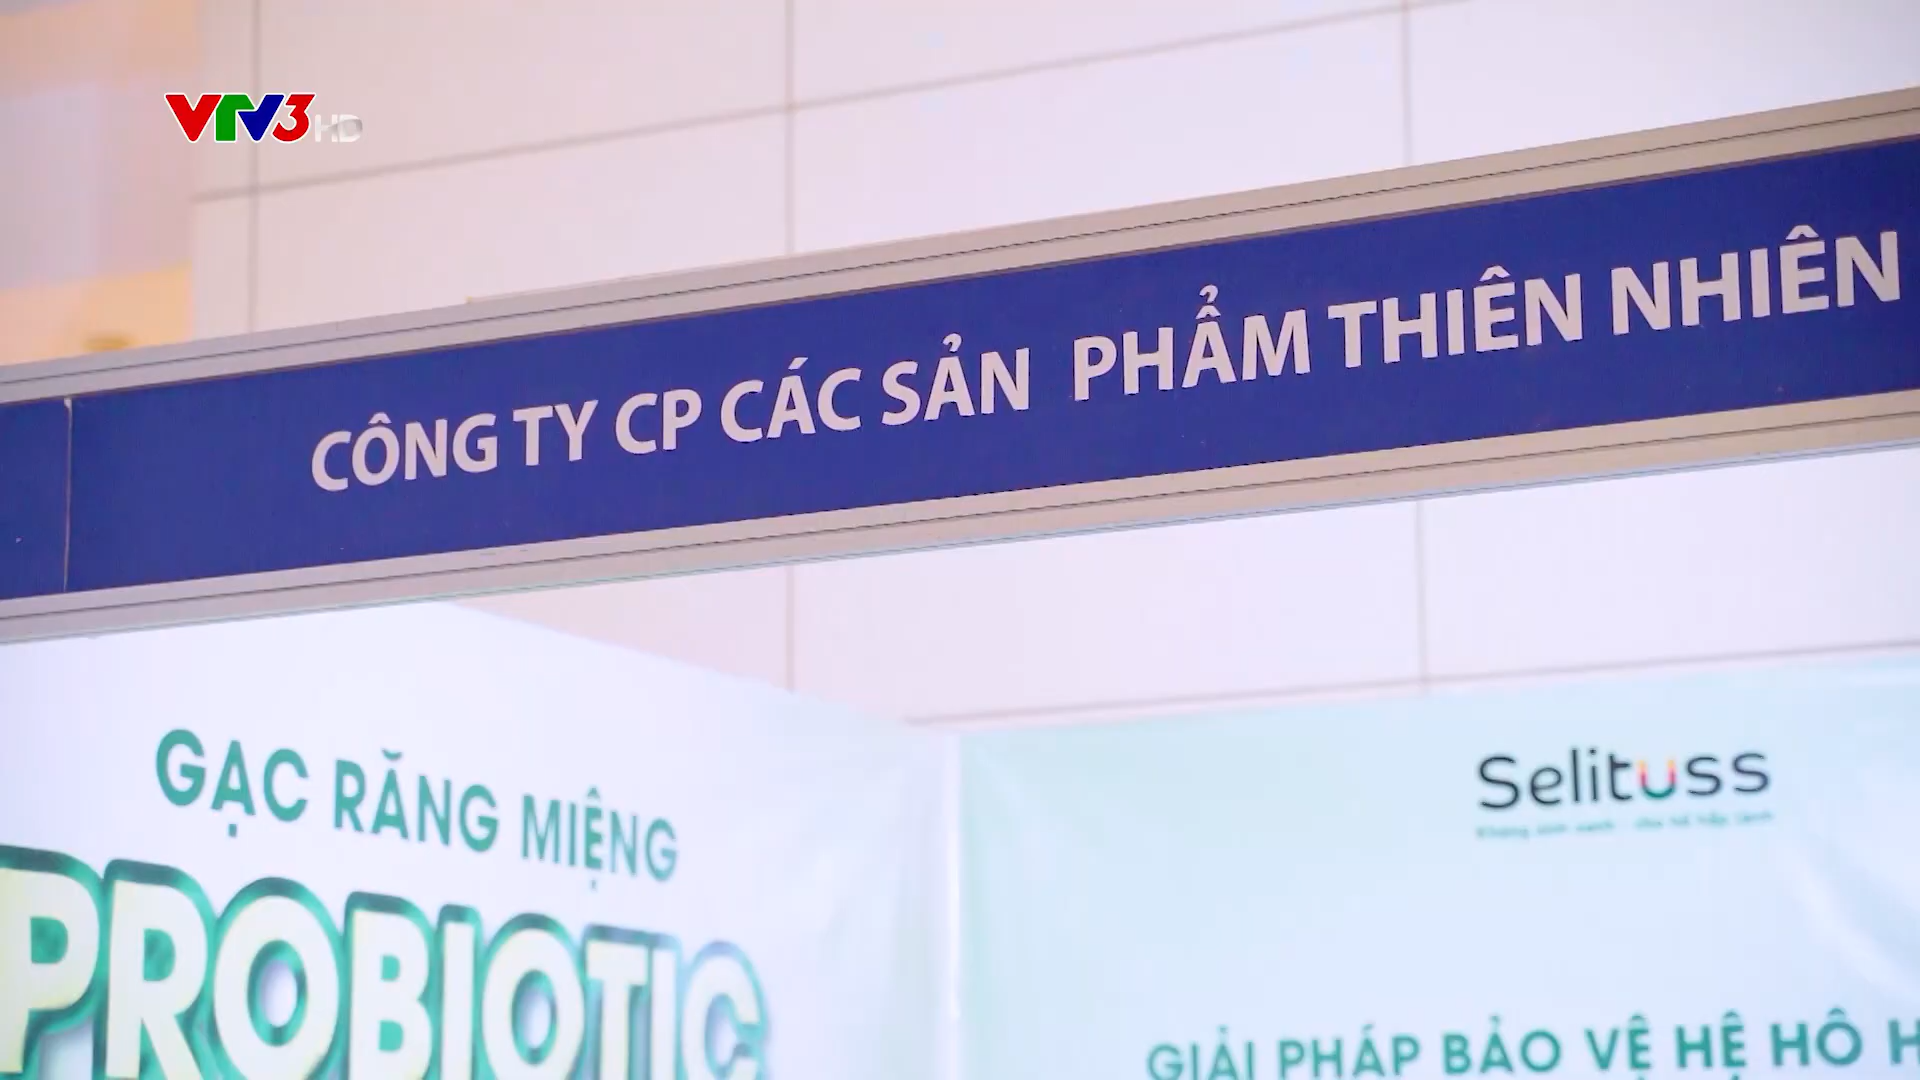 VTV3 HD
CÔNG TY CP CÁC SẢN PHẨM THIÊN NHIÊN
GẠC RĂNG MIỆNG
PROBIOTIC
Selituss
GIẢI PHÁP BẢO VỆ HỆ HÔ H